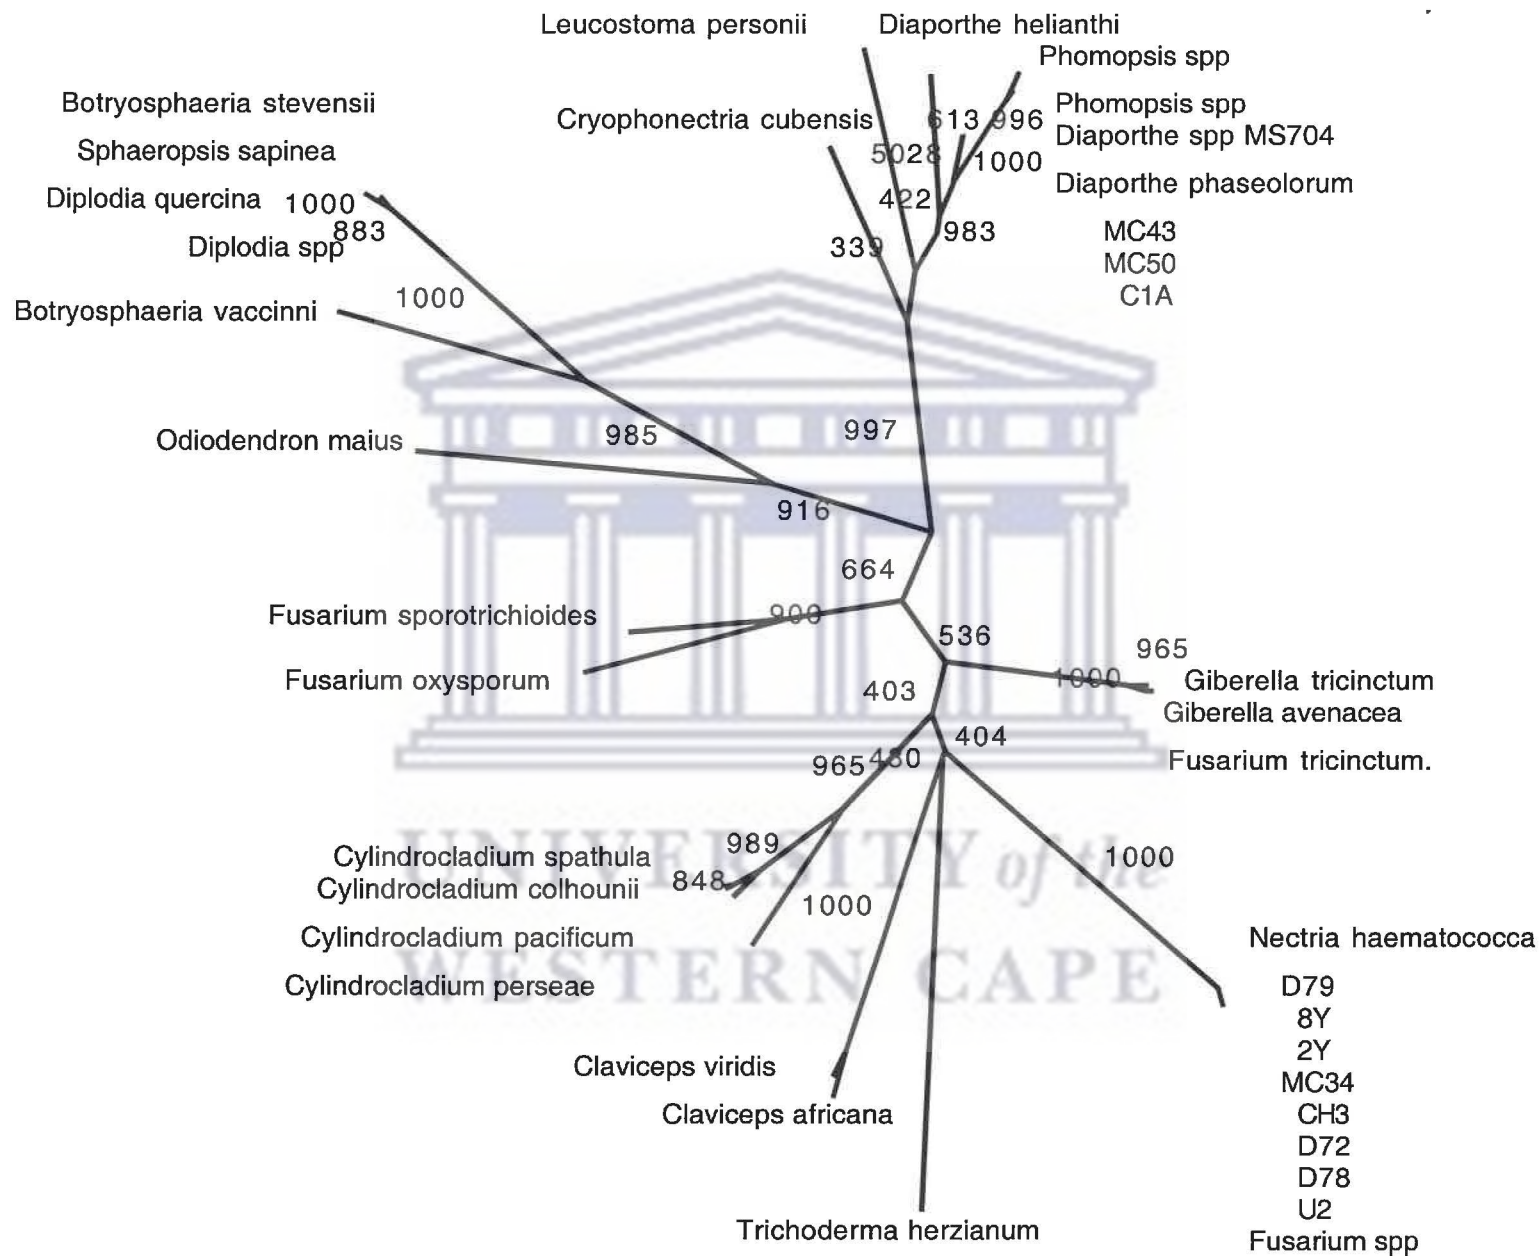 Leucostoma personii
Diaporthe helianthi
Phomopsis spp
Botryosphaeria stevensii
Cryophonectria cubensis
613
996
Phomopsis spp
Diaporthe spp MS704
Sphaeropsis sapinea
5028
1000
Diaporthe phaseolorum
Diplodia quercina
1000
422
883
Diplodia spp
339
983
MC43
MC50
C1A
1000
Botryosphaeria vaccinni
Odiodendron maius
985
997
916
664
Fusarium sporotrichioides
900
536
965
Fusarium oxysporum
403
1000
Giberella tricinctum
Giberella avenacea
404
965
480
Fusarium tricinctum.
UNIVERSITY of the
WESTERN CAPE
989
Cylindrocladium spathula
1000
Cylindrocladium colhounii
848
1000
Cylindrocladium pacificum
Nectria haematococca
Cylindrocladium perseae
D79
8Y
2Y
Claviceps viridis
MC34
Claviceps africana
CH3
D72
D78
U2
Trichoderma herzianum
Fusarium spp